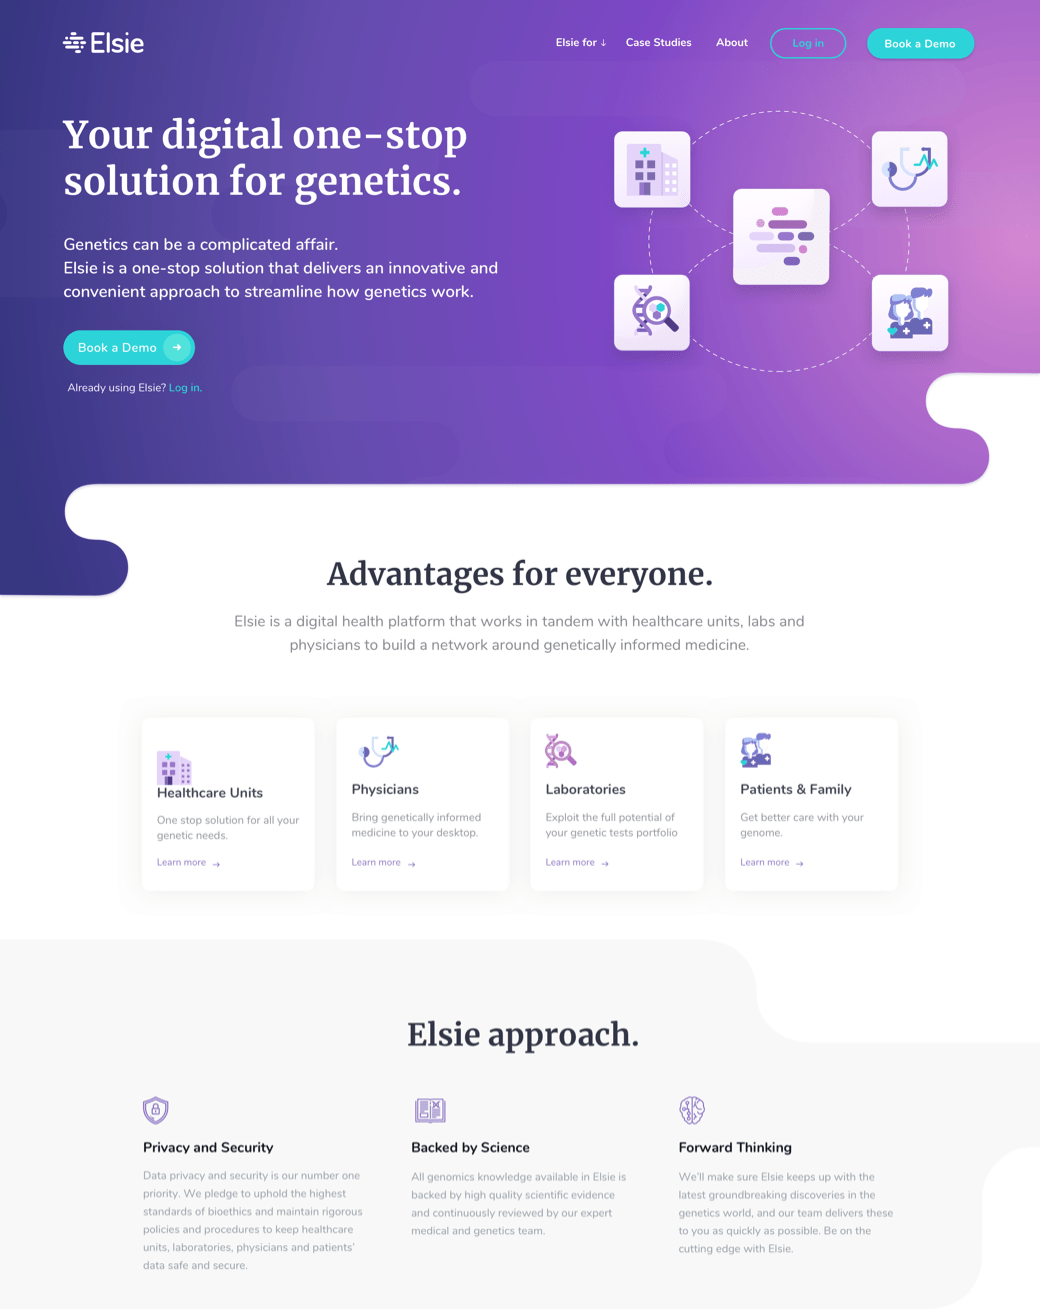 Elsie
Elsie for ↓ Case Studies About Log in Book a Demo
Your digital one-stop
solution for genetics.
Genetics can be a complicated affair.
Elsie is a one-stop solution that delivers an innovative and
convenient approach to streamline how genetics work.
Book a Demo →
Already using Elsie? Log in.
Advantages for everyone.
Elsie is a digital health platform that works in tandem with healthcare units, labs and
physicians to build a network around genetically informed medicine.
Healthcare Units
One stop solution for all your
genetic needs.
Learn more →
Physicians
Bring genetically informed
medicine to your desktop.
Learn more →
Laboratories
Exploit the full potential of
your genetic tests portfolio
Learn more →
Patients & Family
Get better care with your
genome.
Learn more →
Elsie approach.
Privacy and Security
Data privacy and security is our number one
priority. We pledge to uphold the highest
standards of bioethics and maintain rigorous
policies and procedures to keep healthcare
units, laboratories, physicians and patients'
data safe and secure.
Backed by Science
All genomics knowledge available in Elsie is
backed by high quality scientific evidence
and continuously reviewed by our expert
medical and genetics team.
Forward Thinking
We'll make sure Elsie keeps up with the
latest groundbreaking discoveries in the
genetics world, and our team delivers these
to you as quickly as possible. Be on the
cutting edge with Elsie.